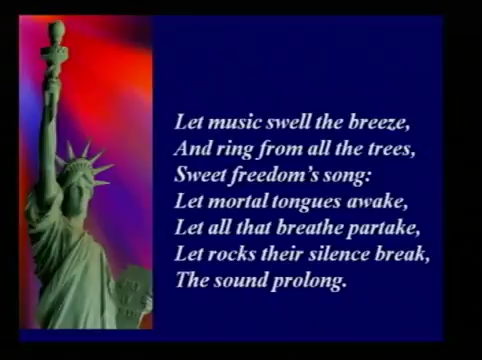 Let music swell the breeze,
And ring from all the trees,
Sweet freedom's song:
Let mortal tongues awake,
Let all that breathe partake,
Let rocks their silence break,
The sound prolong.